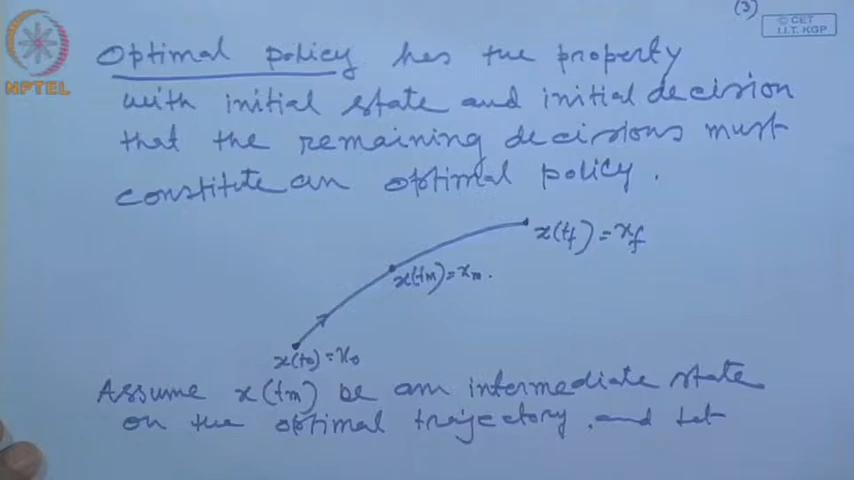 (3)
© CET
I.I.T. KGP
NPTEL
Optimal policy has the property
with initial state and initial decision
that the remaining decisions must
constitute an optimal policy.
x(tf) = xf
x(tm) = xm.
x(t0) = x0
Assume x(tm) be an intermediate state
on the optimal trajectory, and let